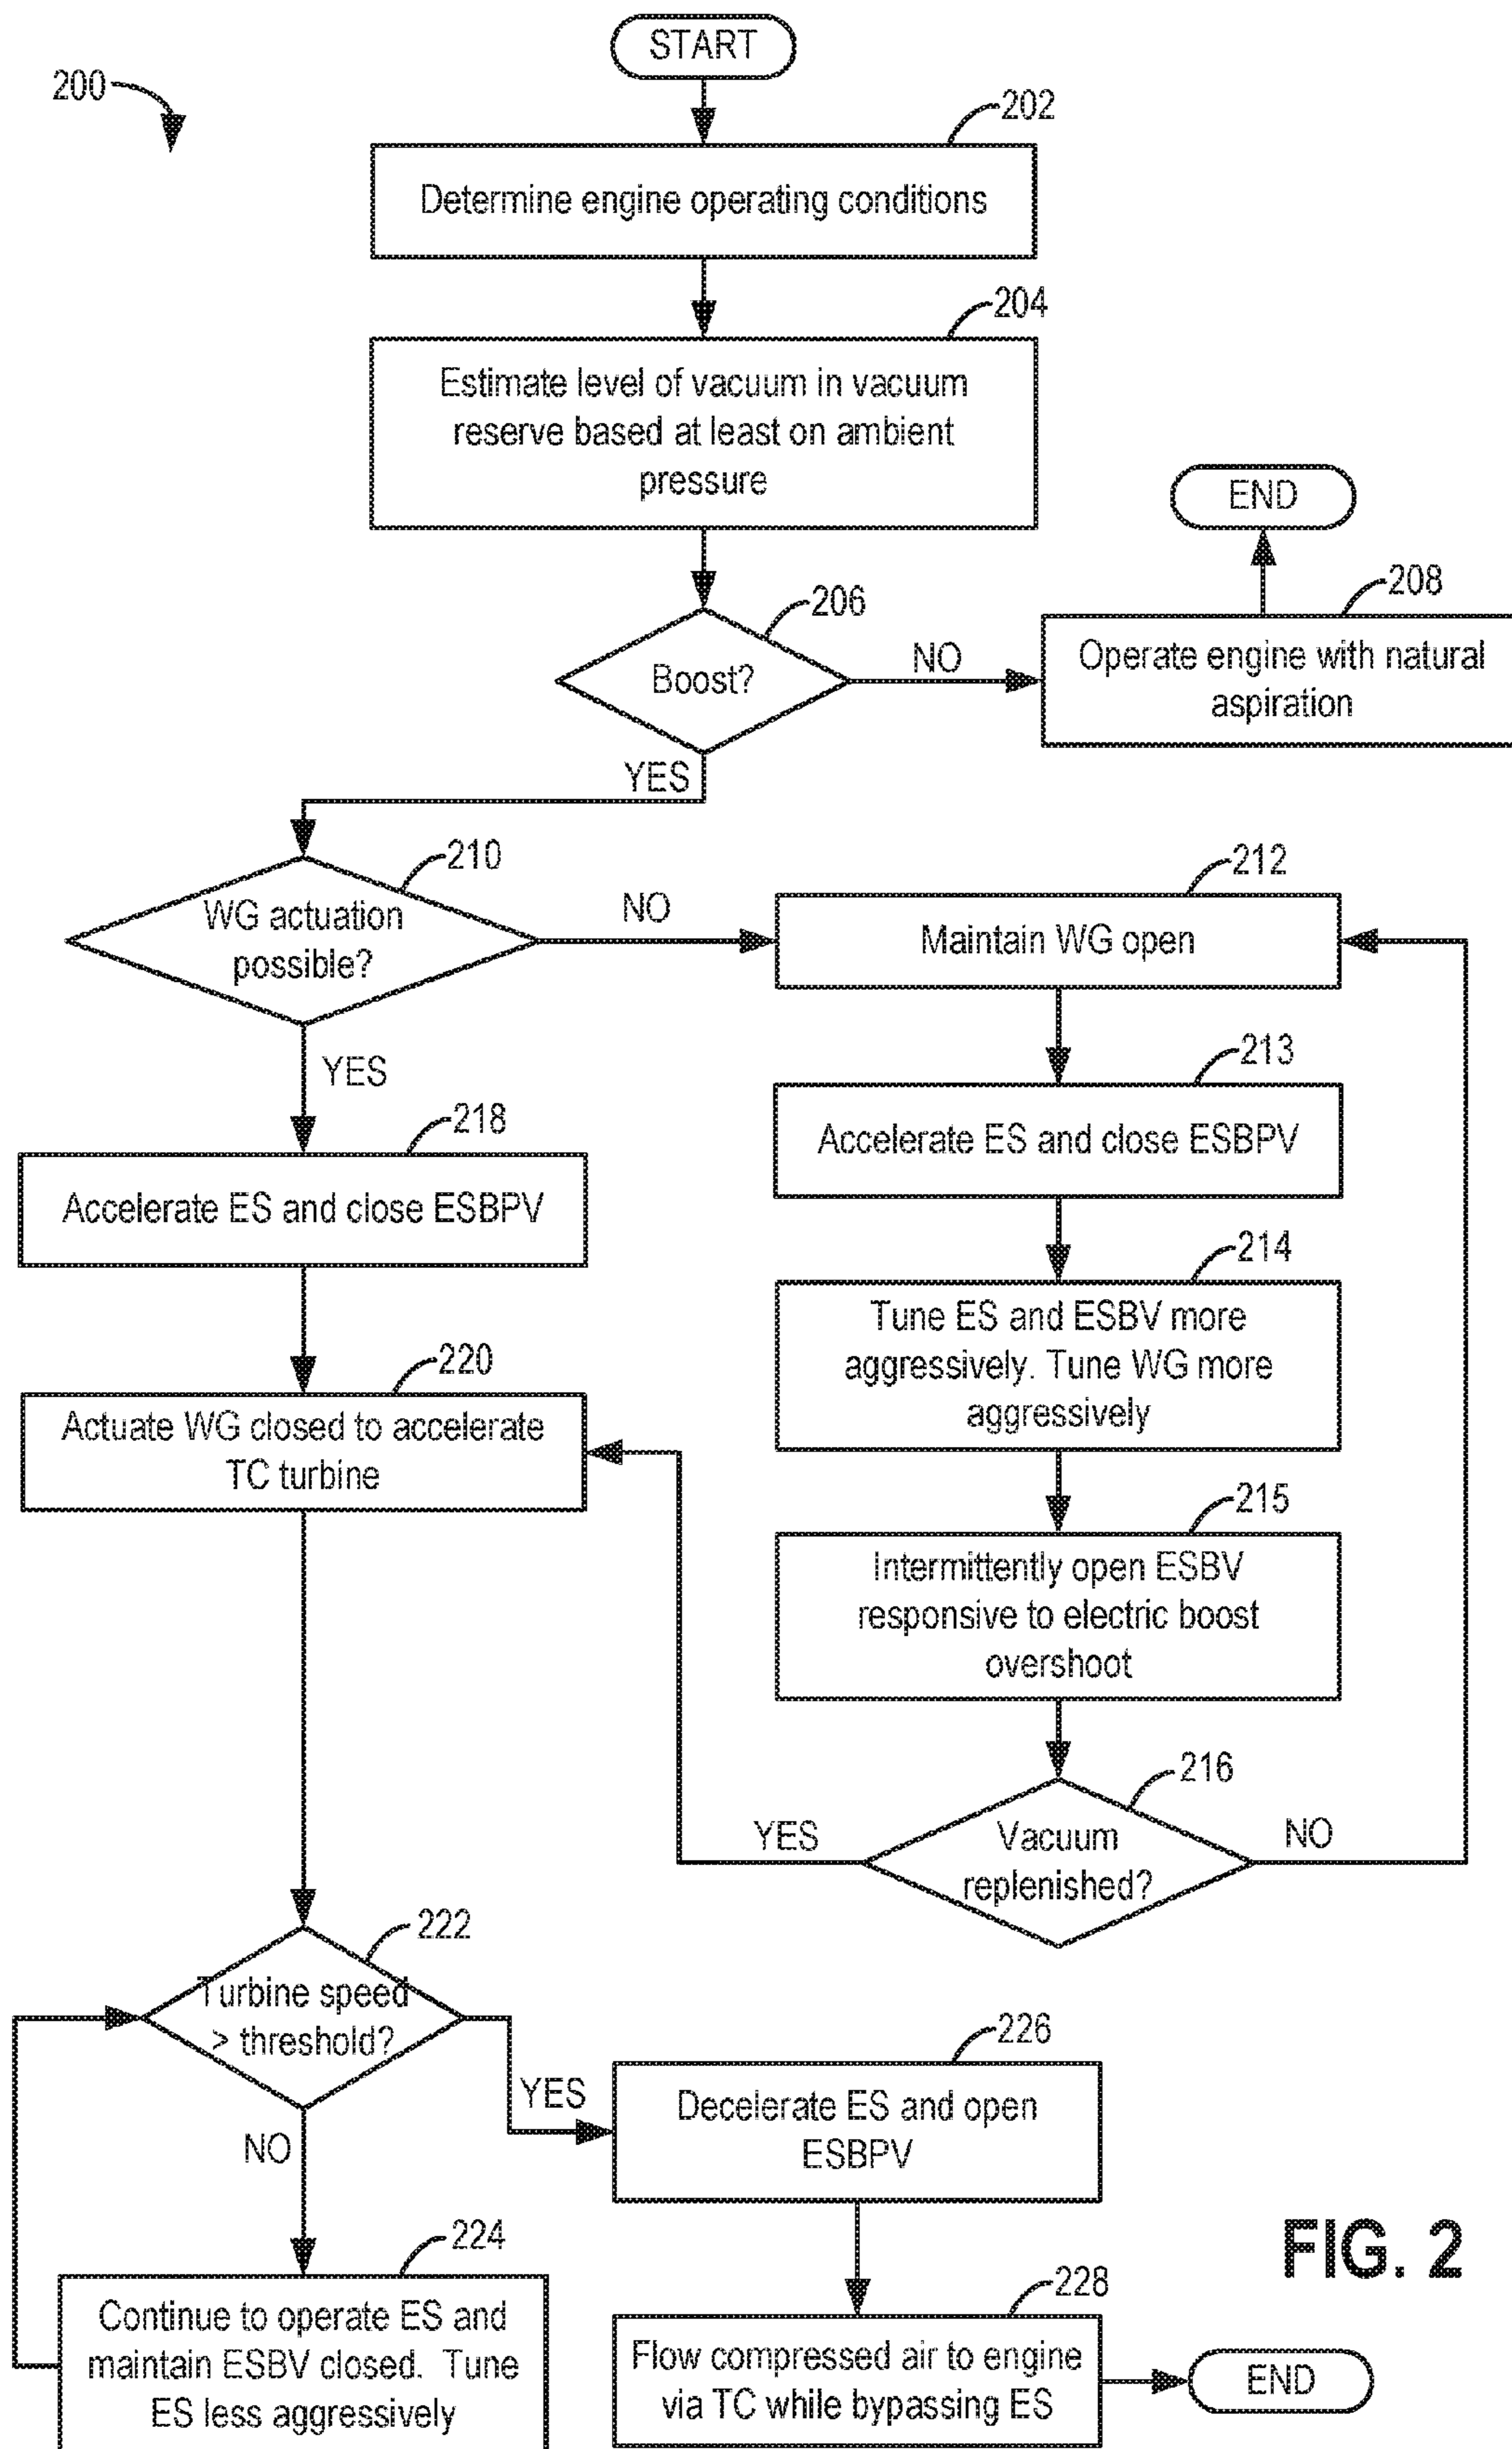 START
200
202
Determine engine operating conditions
204
Estimate level of vacuum in vacuum
reserve based at least on ambient
pressure
END
206
208
Boost?
NO
Operate engine with natural
aspiration
YES
210
212
WG actuation
possible?
NO
Maintain WG open
YES
213
218
Accelerate ES and close ESBPV
Accelerate ES and close ESBPV
214
Tune ES and ESBV more
aggressively. Tune WG more
aggressively
220
Actuate WG closed to accelerate
TC turbine
215
Intermittently open ESBV
responsive to electric boost
overshoot
216
YES
Vacuum
replenished?
NO
222
Turbine speed
> threshold?
226
YES
Decelerate ES and open
ESBPV
NO
224
FIG. 2
228
Continue to operate ES and
maintain ESBV closed. Tune
ES less aggressively
Flow compressed air to engine
via TC while bypassing ES
END